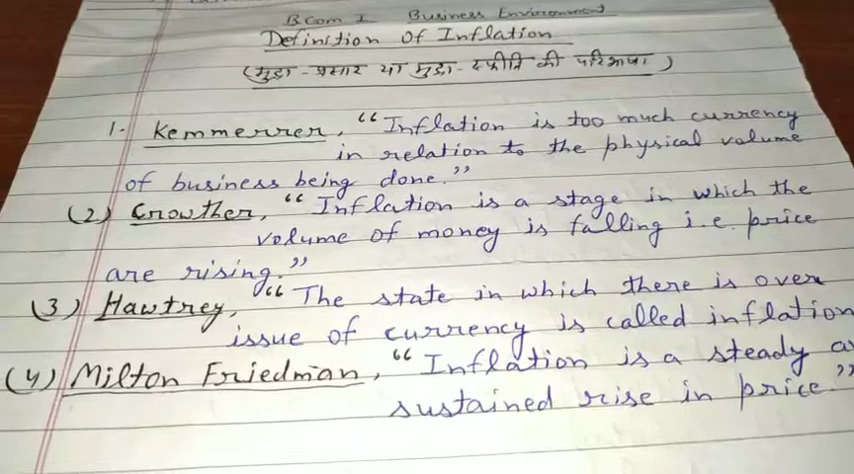 B.Com I Business Environment
Definition Of Inflation
(मुद्रा - प्रसार या मुद्रा - स्फीति की परिभाषा)
1. Kemmerrer, "Inflation is too much currency
in relation to the physical volume
of business being done."
(2) Crowther, "Inflation is a stage in which the
volume of money is falling i.e. price
are rising."
(3) Hawtrey, "The state in which there is over
issue of currency is called inflation
(4) Milton Friedman, "Inflation is a steady a
sustained rise in price"